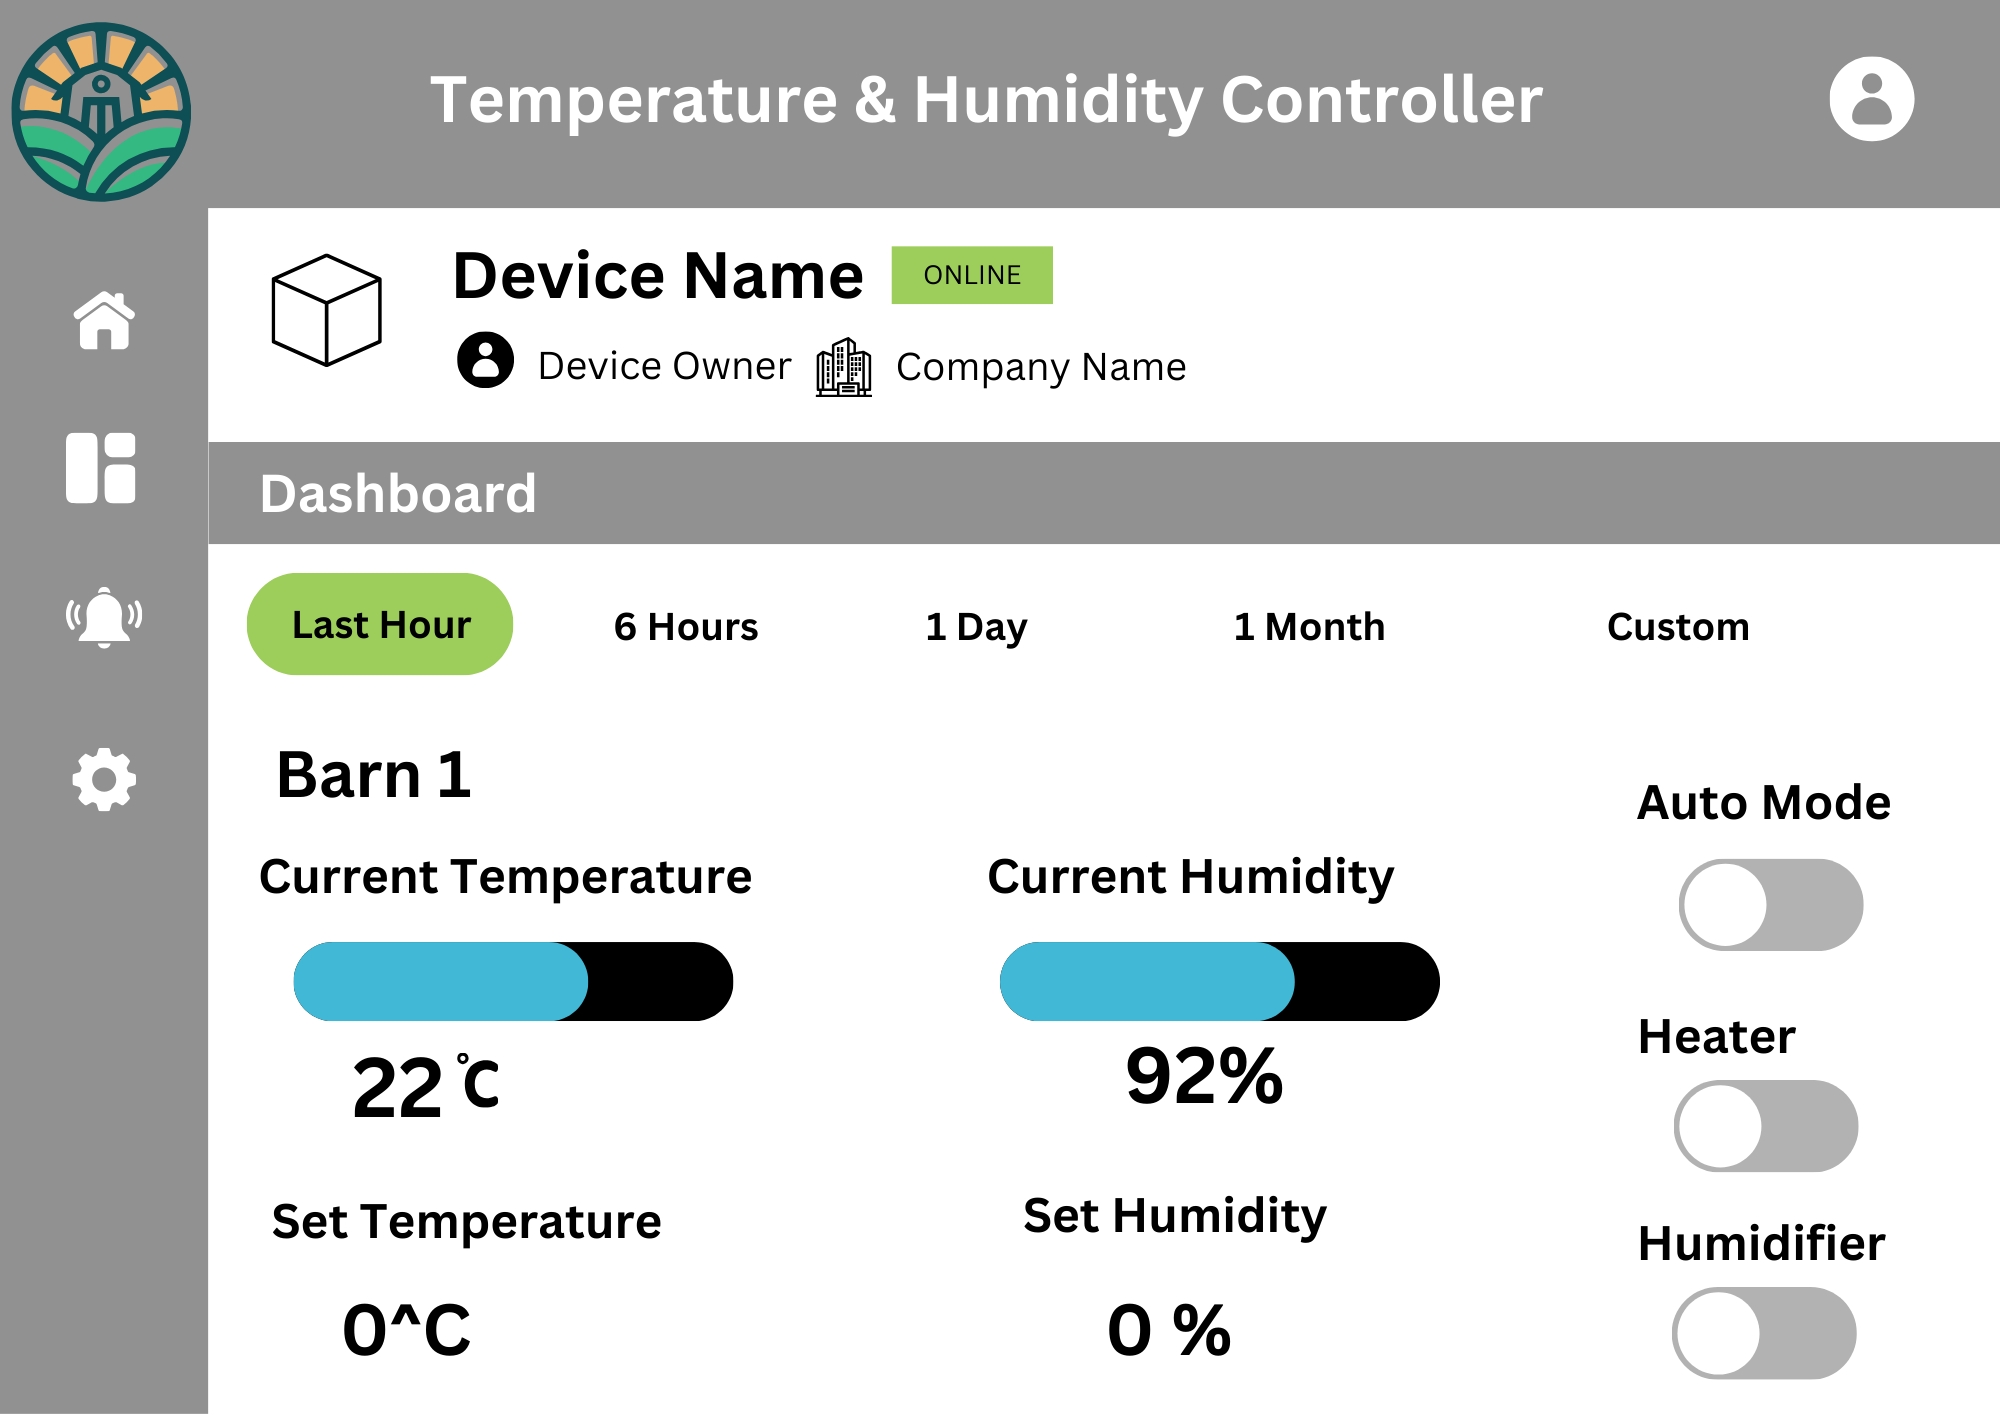 Temperature & Humidity Controller
Device Name
ONLINE
Device Owner
Company Name
Dashboard
Last Hour
6 Hours
1 Day
1 Month
Custom
Barn 1
Auto Mode
Current Temperature
Current Humidity
22 °C
92%
Heater
Set Temperature
Set Humidity
Humidifier
0^C
0 %